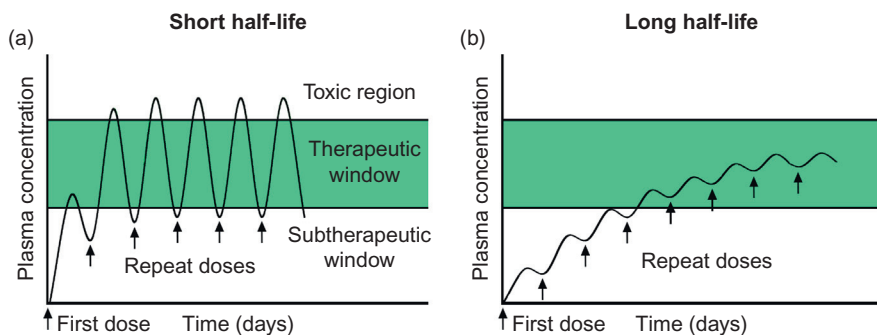 Short half-life
(a)
Plasma concentration
Toxic region
Therapeutic
window
Subtherapeutic
window
Repeat doses
First dose
Time (days)
Long half-life
(b)
Plasma concentration
Repeat doses
First dose
Time (days)